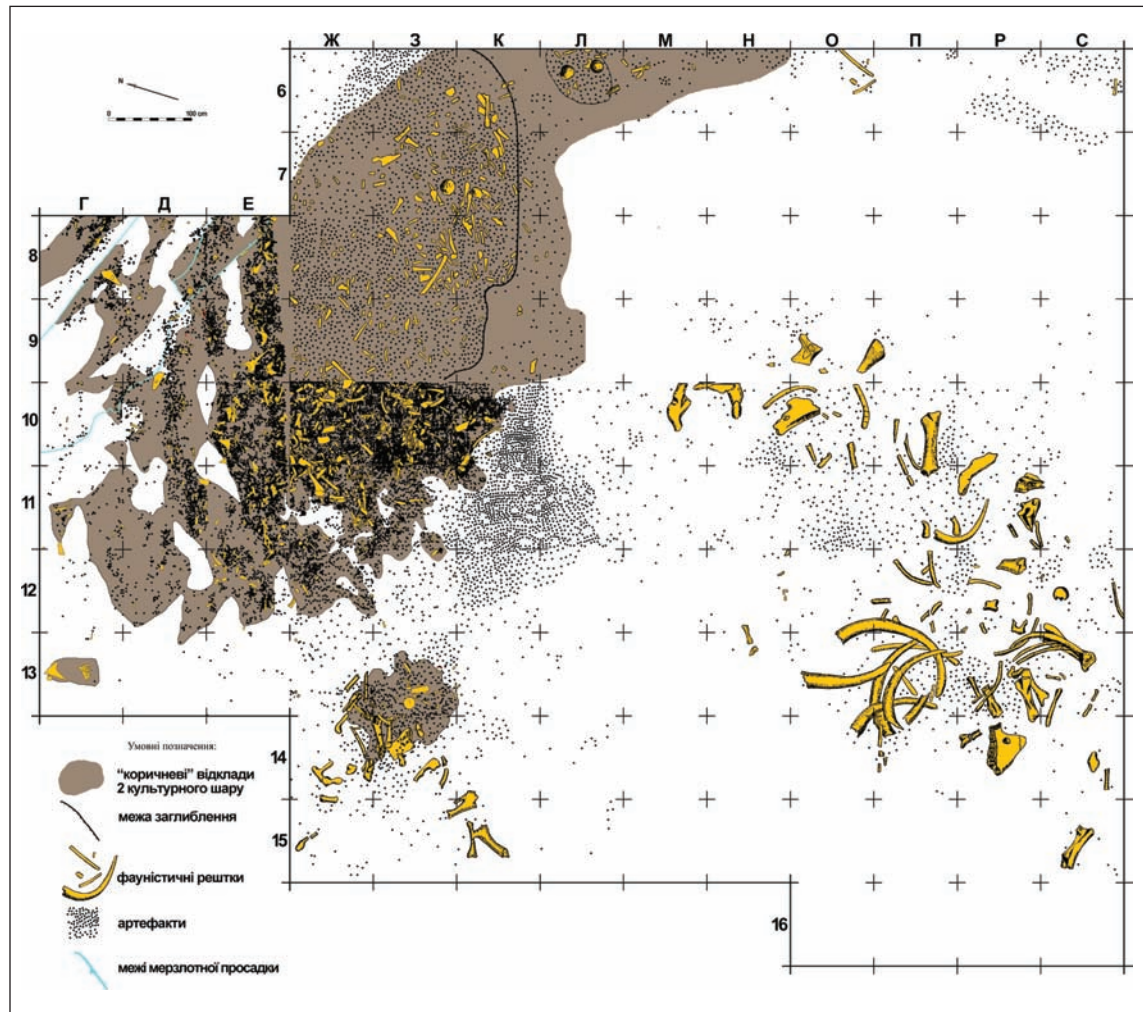 Ж З К Л М Н О П Р С
6
N
0 100 cm
7
Г Д Е
8
9
10
11
12
13
14
15
16
Умовні позначення:
“коричневі” відклади
2 культурного шару
межа заглиблення
фауністичні рештки
артефакти
межі мерзлотної просадки